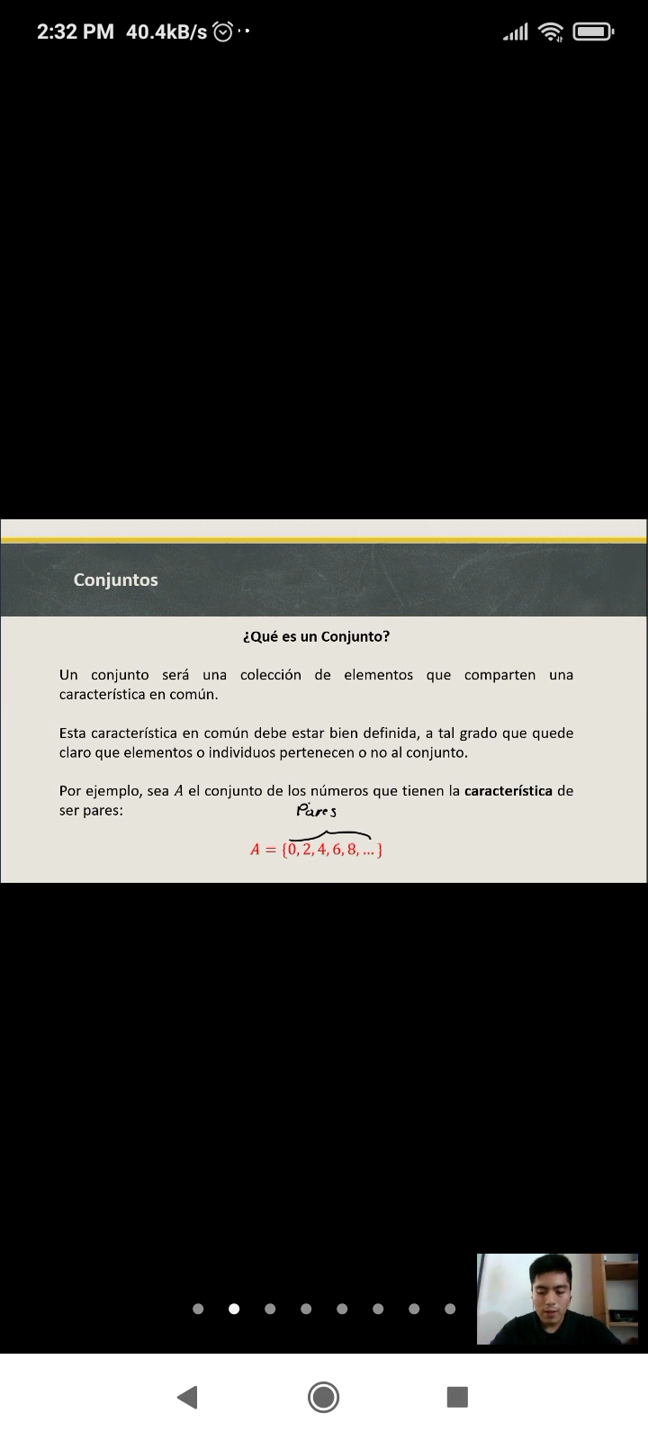 2:32 PM 40.4kB/s
Conjuntos
¿Qué es un Conjunto?
Un conjunto será una colección de elementos que comparten una
característica en común.
Esta característica en común debe estar bien definida, a tal grado que quede
claro que elementos o individuos pertenecen o no al conjunto.
Por ejemplo, sea A el conjunto de los números que tienen la característica de
ser pares:
Pares
A = {0, 2, 4, 6, 8, ... }